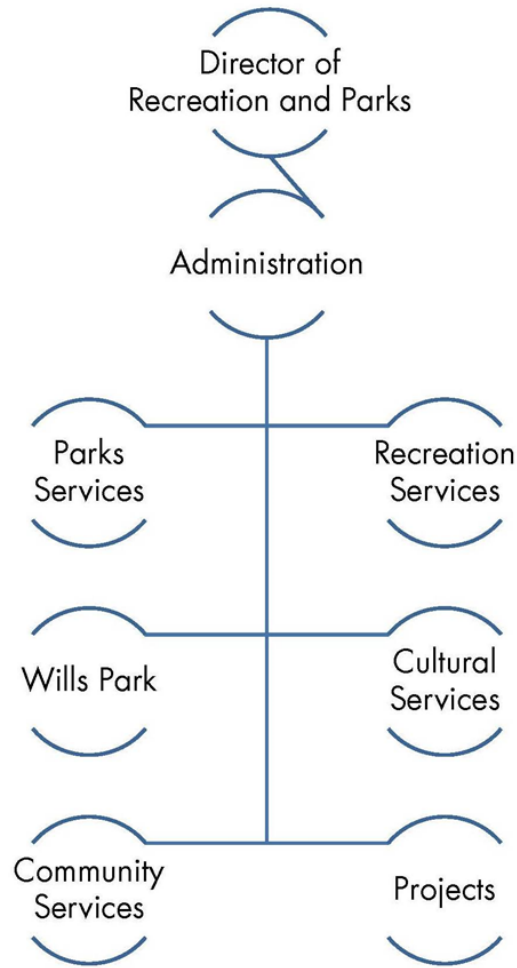 Director of
Recreation and Parks
Administration
Parks
Services
Recreation
Services
Wills Park
Cultural
Services
Community
Services
Projects